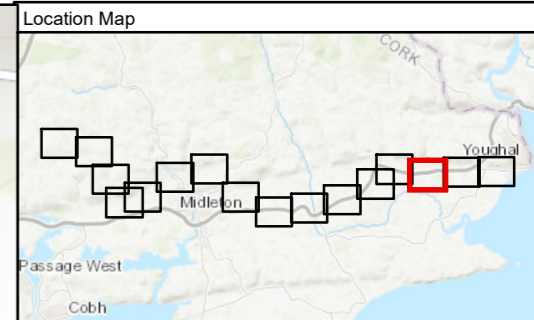 Location Map
CORK
Youghal
Midleton
Passage West
Cobh